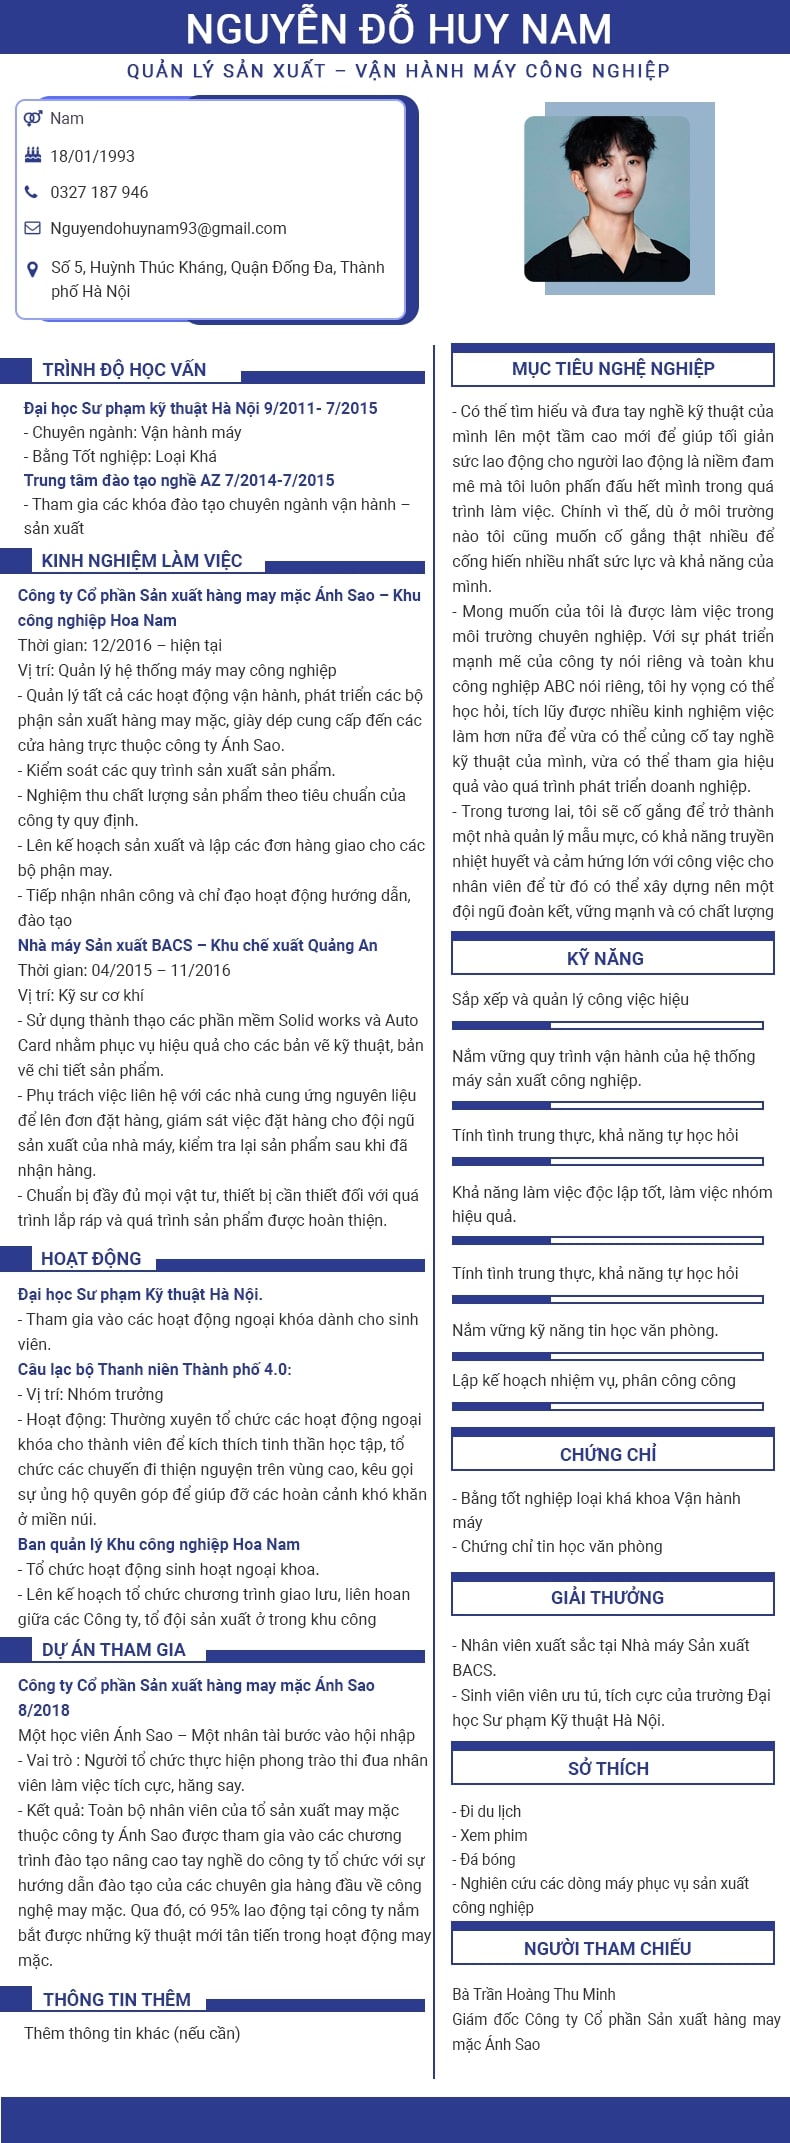 NGUYỄN ĐỖ HUY NAM
QUẢN LÝ SẢN XUẤT – VẬN HÀNH MÁY CÔNG NGHIỆP
Nam
18/01/1993
0327 187 946
Nguyendohuynam93@gmail.com
Số 5, Huỳnh Thúc Kháng, Quận Đống Đa, Thành
phố Hà Nội
TRÌNH ĐỘ HỌC VẤN
Đại học Sư phạm kỹ thuật Hà Nội 9/2011- 7/2015
- Chuyên ngành: Vận hành máy
- Bằng Tốt nghiệp: Loại Khá
Trung tâm đào tạo nghề AZ 7/2014-7/2015
- Tham gia các khóa đào tạo chuyên ngành vận hành –
sản xuất
KINH NGHIỆM LÀM VIỆC
Công ty Cổ phần Sản xuất hàng may mặc Ánh Sao – Khu
công nghiệp Hoa Nam
Thời gian: 12/2016 – hiện tại
Vị trí: Quản lý hệ thống máy may công nghiệp
- Quản lý tất cả các hoạt động vận hành, phát triển các bộ
phận sản xuất hàng may mặc, giày dép cung cấp đến các
cửa hàng trực thuộc công ty Ánh Sao.
- Kiểm soát các quy trình sản xuất sản phẩm.
- Nghiệm thu chất lượng sản phẩm theo tiêu chuẩn của
công ty quy định.
- Lên kế hoạch sản xuất và lập các đơn hàng giao cho các
bộ phận may.
- Tiếp nhận nhân công và chỉ đạo hoạt động hướng dẫn,
đào tạo
Nhà máy Sản xuất BACS – Khu chế xuất Quảng An
Thời gian: 04/2015 – 11/2016
Vị trí: Kỹ sư cơ khí
- Sử dụng thành thạo các phần mềm Solid works và Auto
Card nhằm phục vụ hiệu quả cho các bản vẽ kỹ thuật, bản
vẽ chi tiết sản phẩm.
- Phụ trách việc liên hệ với các nhà cung ứng nguyên liệu
để lên đơn đặt hàng, giám sát việc đặt hàng cho đội ngũ
sản xuất của nhà máy, kiểm tra lại sản phẩm sau khi đã
nhận hàng.
- Chuẩn bị đầy đủ mọi vật tư, thiết bị cần thiết đối với quá
trình lắp ráp và quá trình sản phẩm được hoàn thiện.
HOẠT ĐỘNG
Đại học Sư phạm Kỹ thuật Hà Nội.
- Tham gia vào các hoạt động ngoại khóa dành cho sinh
viên.
Câu lạc bộ Thanh niên Thành phố 4.0:
- Vị trí: Nhóm trưởng
- Hoạt động: Thường xuyên tổ chức các hoạt động ngoại
khóa cho thành viên để kích thích tinh thần học tập, tổ
chức các chuyến đi thiện nguyện trên vùng cao, kêu gọi
sự ủng hộ quyên góp để giúp đỡ các hoàn cảnh khó khăn
ở miền núi.
Ban quản lý Khu công nghiệp Hoa Nam
- Tổ chức hoạt động sinh hoạt ngoại khoa.
- Lên kế hoạch tổ chức chương trình giao lưu, liên hoan
giữa các Công ty, tổ đội sản xuất ở trong khu công
DỰ ÁN THAM GIA
Công ty Cổ phần Sản xuất hàng may mặc Ánh Sao
8/2018
Một học viên Ánh Sao – Một nhân tài bước vào hội nhập
- Vai trò : Người tổ chức thực hiện phong trào thi đua nhân
viên làm việc tích cực, hăng say.
- Kết quả: Toàn bộ nhân viên của tổ sản xuất may mặc
thuộc công ty Ánh Sao được tham gia vào các chương
trình đào tạo nâng cao tay nghề do công ty tổ chức với sự
hướng dẫn đào tạo của các chuyên gia hàng đầu về công
nghệ may mặc. Qua đó, có 95% lao động tại công ty nắm
bắt được những kỹ thuật mới tân tiến trong hoạt động may
mặc.
THÔNG TIN THÊM
Thêm thông tin khác (nếu cần)
MỤC TIÊU NGHỆ NGHIỆP
- Có thế tìm hiếu và đưa tay nghề kỹ thuật của
mình lên một tầm cao mới để giúp tối giản
sức lao động cho người lao động là niềm đam
mê mà tôi luôn phấn đấu hết mình trong quá
trình làm việc. Chính vì thế, dù ở môi trường
nào tôi cũng muốn cố gắng thật nhiều để
cống hiến nhiều nhất sức lực và khả năng của
mình.
- Mong muốn của tôi là được làm việc trong
môi trường chuyên nghiệp. Với sự phát triển
mạnh mẽ của công ty nói riêng và toàn khu
công nghiệp ABC nói riêng, tôi hy vọng có thể
học hỏi, tích lũy được nhiều kinh nghiệm việc
làm hơn nữa để vừa có thể củng cố tay nghề
kỹ thuật của mình, vừa có thể tham gia hiệu
quả vào quá trình phát triển doanh nghiệp.
- Trong tương lai, tôi sẽ cố gắng để trở thành
một nhà quản lý mẫu mực, có khả năng truyền
nhiệt huyết và cảm hứng lớn với công việc cho
nhân viên để từ đó có thể xây dựng nên một
đội ngũ đoàn kết, vững mạnh và có chất lượng
KỸ NĂNG
Sắp xếp và quản lý công việc hiệu
Nắm vững quy trình vận hành của hệ thống
máy sản xuất công nghiệp.
Tính tình trung thực, khả năng tự học hỏi
Khả năng làm việc độc lập tốt, làm việc nhóm
hiệu quả.
Tính tình trung thực, khả năng tự học hỏi
Nắm vững kỹ năng tin học văn phòng.
Lập kế hoạch nhiệm vụ, phân công công
CHỨNG CHỈ
- Bằng tốt nghiệp loại khá khoa Vận hành
máy
- Chứng chỉ tin học văn phòng
GIẢI THƯỞNG
- Nhân viên xuất sắc tại Nhà máy Sản xuất
BACS.
- Sinh viên viên ưu tú, tích cực của trường Đại
học Sư phạm Kỹ thuật Hà Nội.
SỞ THÍCH
- Đi du lịch
- Xem phim
- Đá bóng
- Nghiên cứu các dòng máy phục vụ sản xuất
công nghiệp
NGƯỜI THAM CHIẾU
Bà Trần Hoàng Thu Minh
Giám đốc Công ty Cổ phần Sản xuất hàng may
mặc Ánh Sao